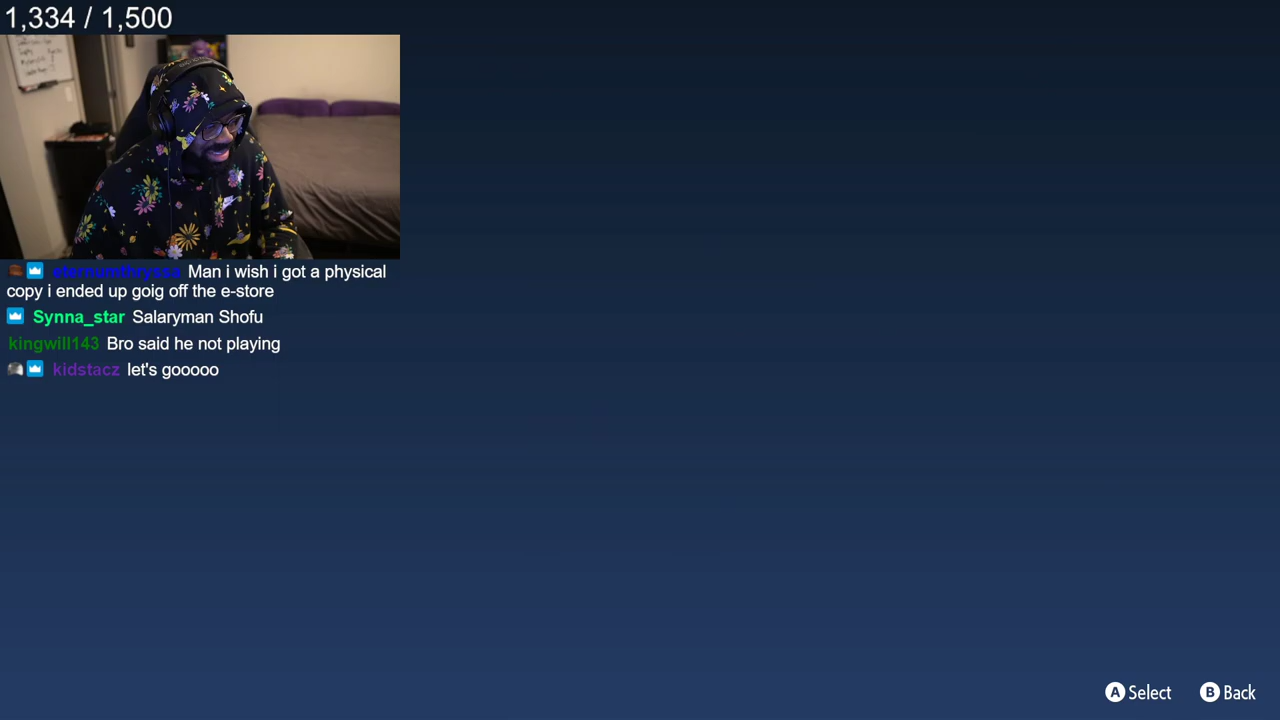 1,334 / 1,500
eternumthryssa Man i wish i got a physical
copy i ended up goig off the e-store
Synna_star Salaryman Shofu
kingwill143 Bro said he not playing
kidstacz let's gooooo
A Select B Back